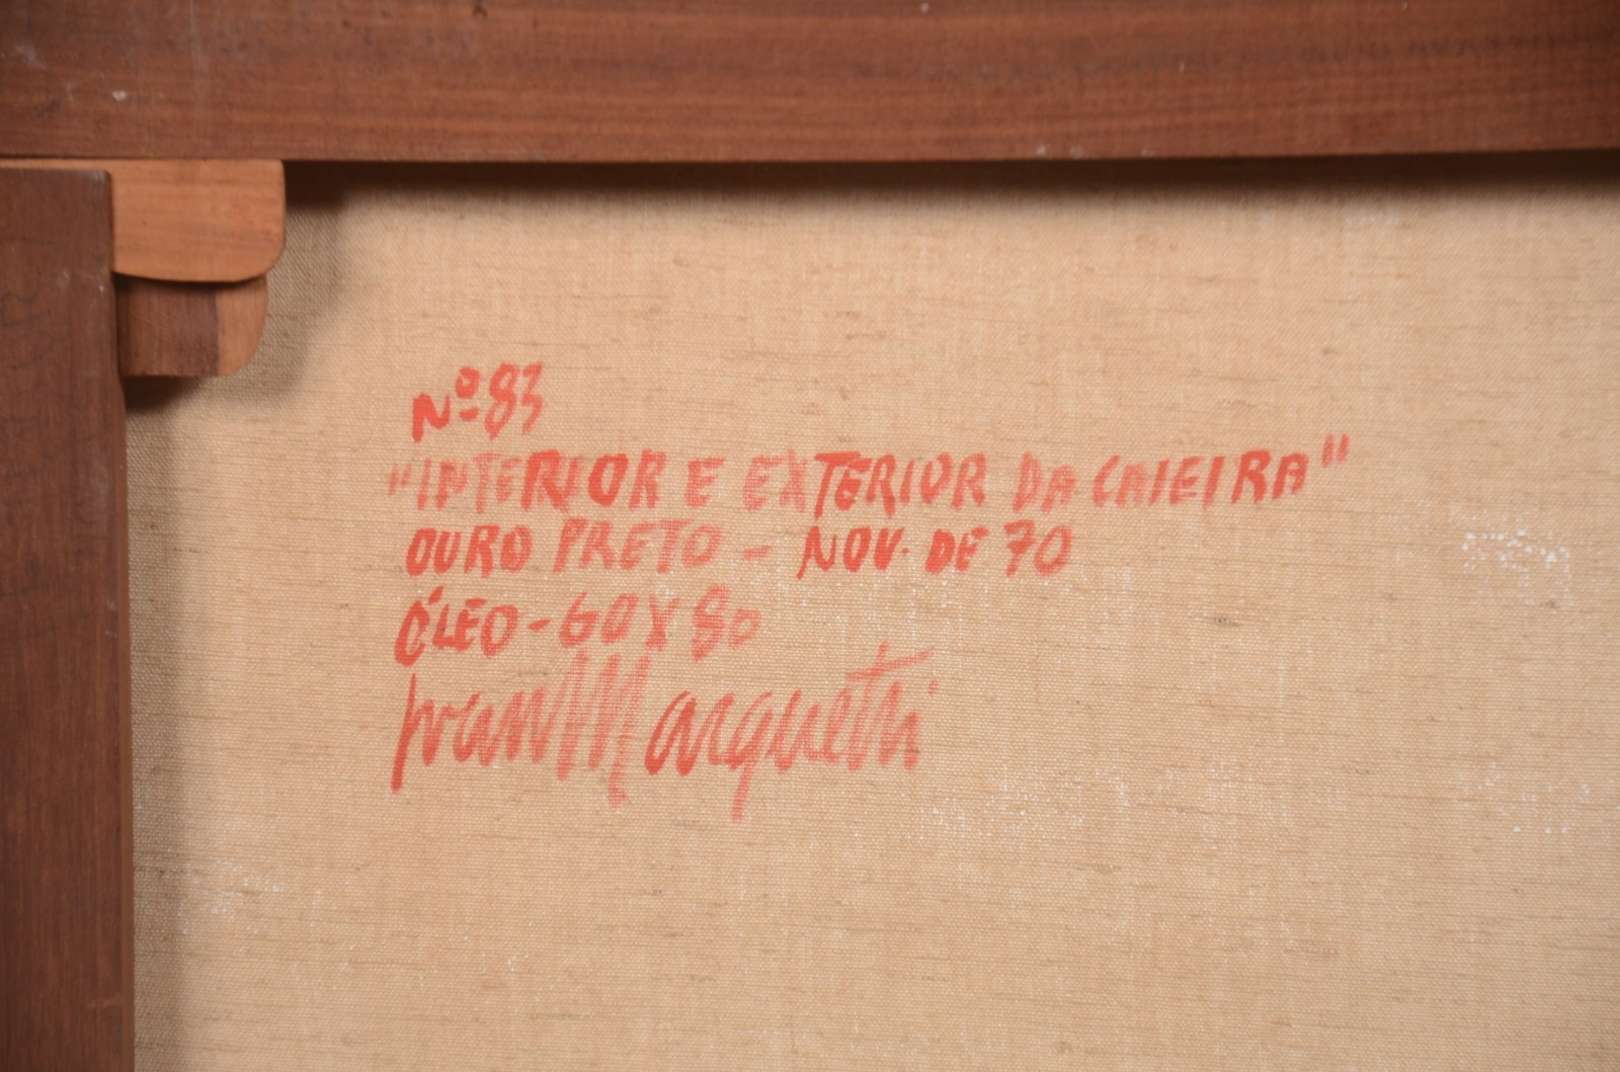 Nº 83
"INTERIOR E EXTERIOR DA CAIEIRA"
OURO PRETO - NOV. DE 70
ÓLEO - 60 X 80
Ivan Marquetti